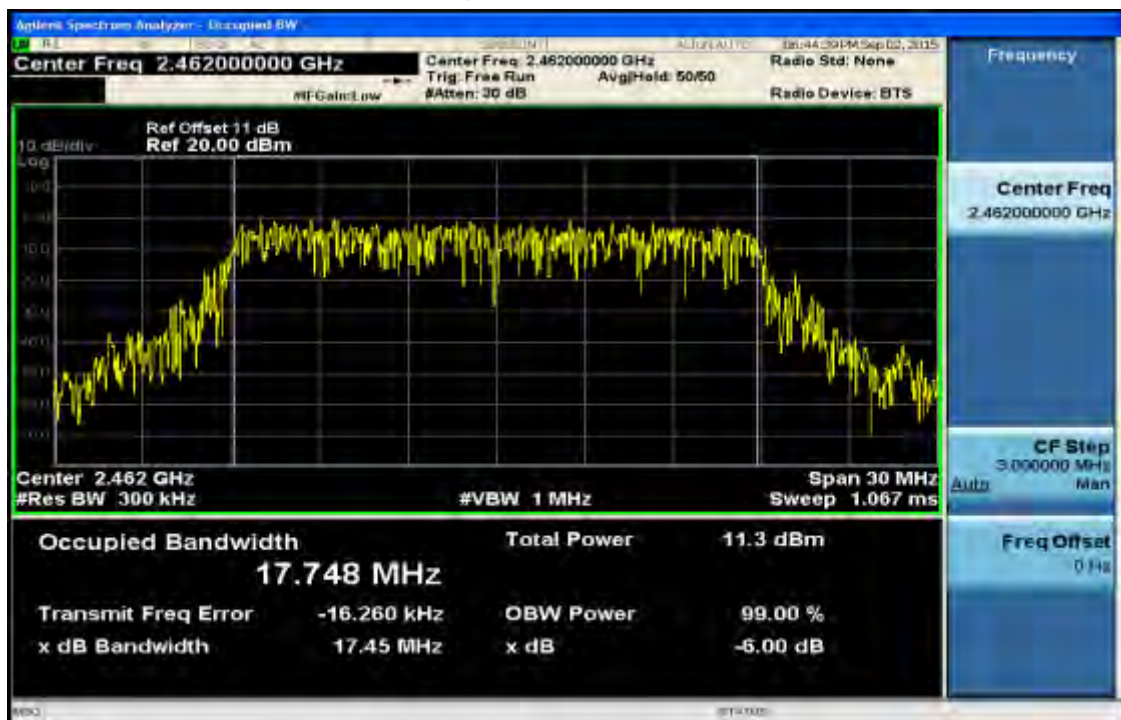 Agilent Spectrum Analyzer - Occupied BW
Center Freq 2.462000000 GHz
Center Freq: 2.462000000 GHz
Radio Std: None
Trig: Free Run Avg|Hold: 50/50
#IFGain:Low
#Atten: 30 dB
Radio Device: BTS
Ref Offset 11 dB
10 dB/div Ref 20.00 dBm
Log
Center 2.462 GHz
Span 30 MHz
#Res BW 300 kHz
#VBW 1 MHz
Sweep 1.067 ms
Occupied Bandwidth
Total Power 11.3 dBm
17.748 MHz
Transmit Freq Error -16.260 kHz
OBW Power 99.00 %
x dB Bandwidth 17.45 MHz
x dB -6.00 dB
Frequency
Center Freq
2.462000000 GHz
CF Step
3.000000 MHz
Auto Man
Freq Offset
0 Hz
MSG
STATUS